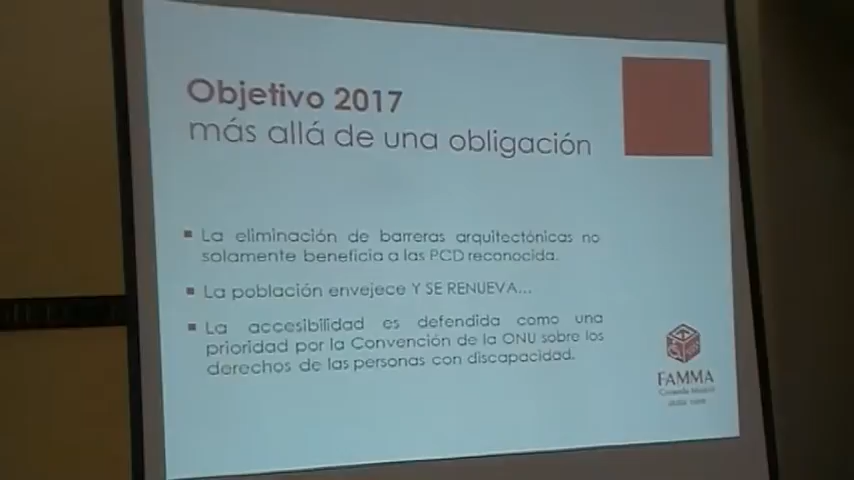 Objetivo 2017
más allá de una obligación
La eliminación de barreras arquitectónicas no
solamente beneficia a las PCD reconocida.
La población envejece Y SE RENUEVA...
La accesibilidad es defendida como una
prioridad por la Convención de la ONU sobre los
derechos de las personas con discapacidad.
FAMMA